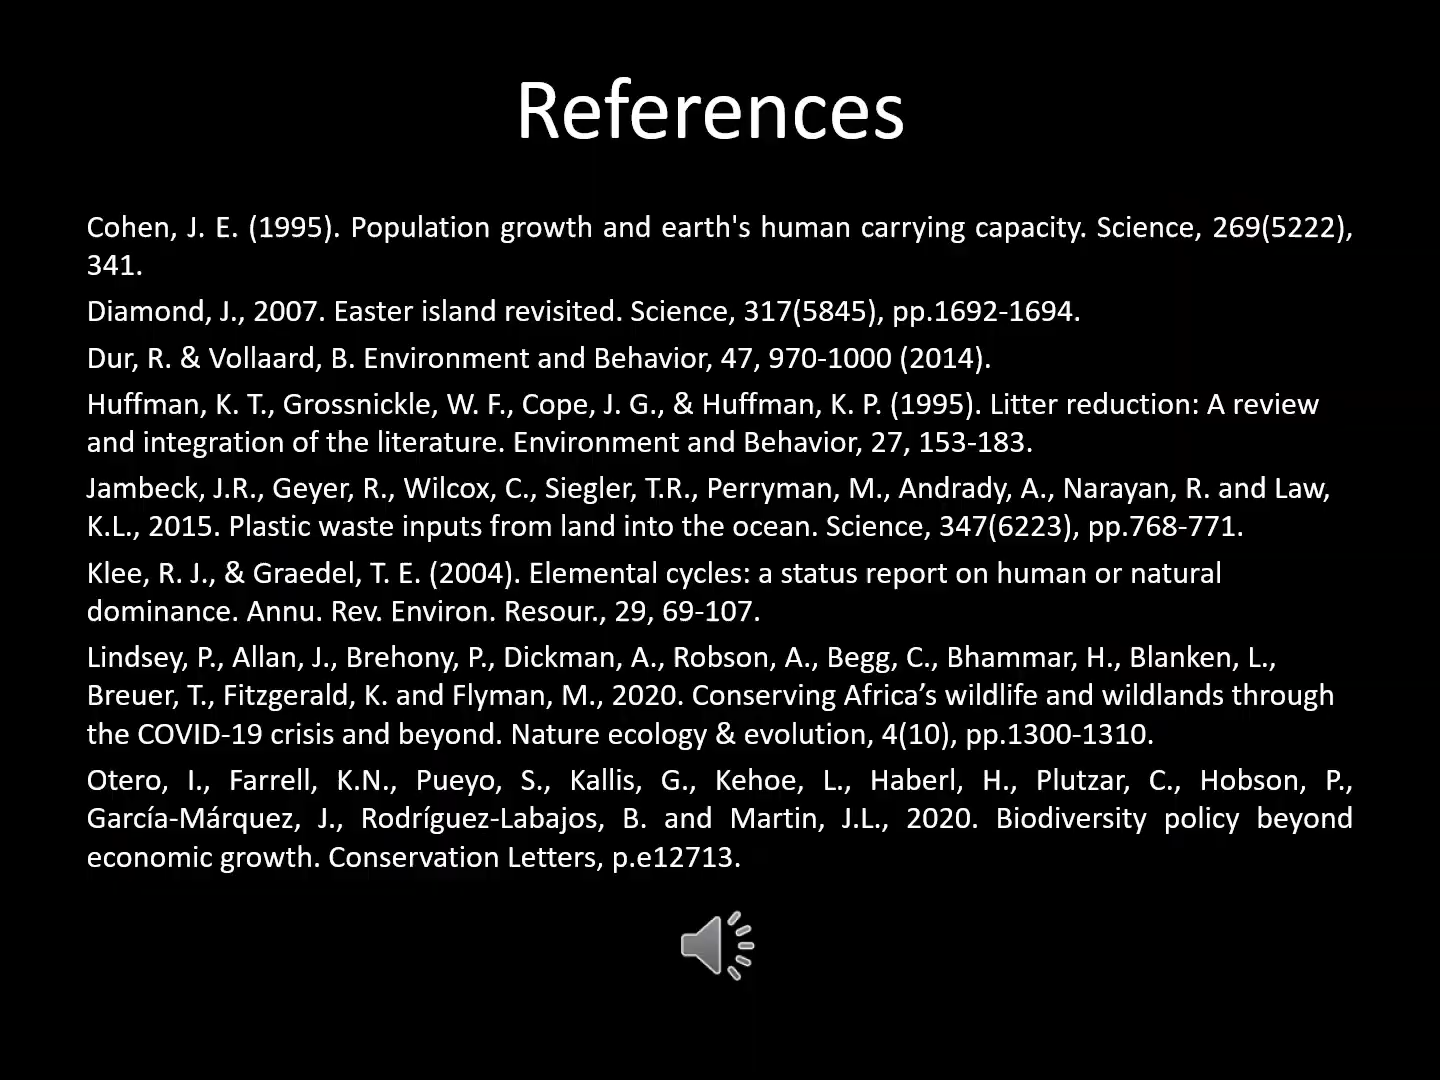 References
Cohen, J. E. (1995). Population growth and earth's human carrying capacity. Science, 269(5222),
341.
Diamond, J., 2007. Easter island revisited. Science, 317(5845), pp.1692-1694.
Dur, R. & Vollaard, B. Environment and Behavior, 47, 970-1000 (2014).
Huffman, K. T., Grossnickle, W. F., Cope, J. G., & Huffman, K. P. (1995). Litter reduction: A review
and integration of the literature. Environment and Behavior, 27, 153-183.
Jambeck, J.R., Geyer, R., Wilcox, C., Siegler, T.R., Perryman, M., Andrady, A., Narayan, R. and Law,
K.L., 2015. Plastic waste inputs from land into the ocean. Science, 347(6223), pp.768-771.
Klee, R. J., & Graedel, T. E. (2004). Elemental cycles: a status report on human or natural
dominance. Annu. Rev. Environ. Resour., 29, 69-107.
Lindsey, P., Allan, J., Brehony, P., Dickman, A., Robson, A., Begg, C., Bhammar, H., Blanken, L.,
Breuer, T., Fitzgerald, K. and Flyman, M., 2020. Conserving Africa’s wildlife and wildlands through
the COVID-19 crisis and beyond. Nature ecology & evolution, 4(10), pp.1300-1310.
Otero, I., Farrell, K.N., Pueyo, S., Kallis, G., Kehoe, L., Haberl, H., Plutzar, C., Hobson, P.,
García-Márquez, J., Rodríguez-Labajos, B. and Martin, J.L., 2020. Biodiversity policy beyond
economic growth. Conservation Letters, p.e12713.